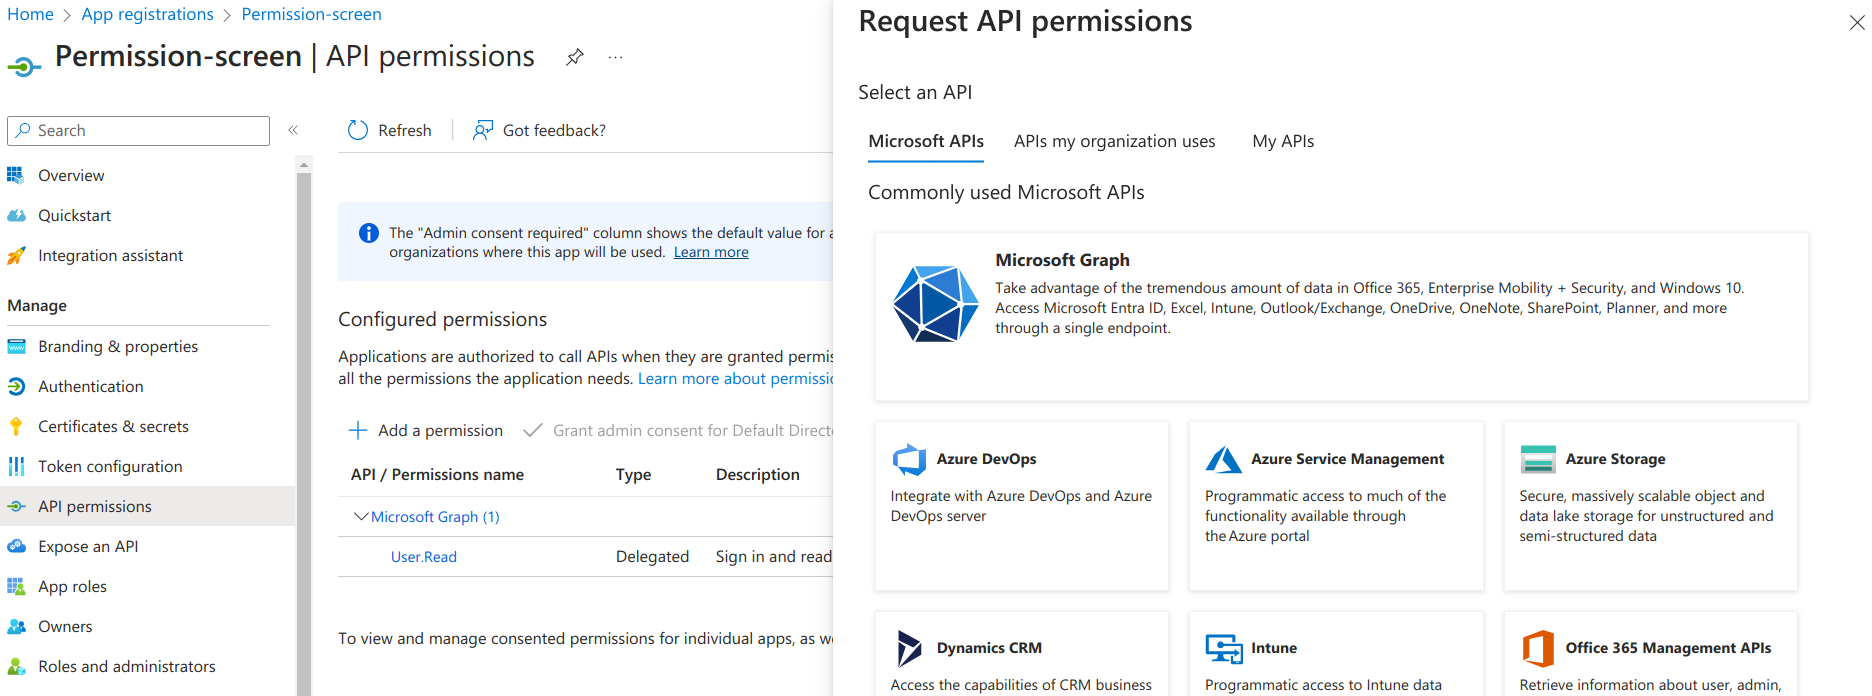 Home > App registrations > Permission-screen
Permission-screen | API permissions
Search
Overview
Quickstart
Integration assistant
Manage
Branding & properties
Authentication
Certificates & secrets
Token configuration
API permissions
Expose an API
App roles
Owners
Roles and administrators
Refresh
Got feedback?
The "Admin consent required" column shows the default value for a
organizations where this app will be used. Learn more
Configured permissions
Applications are authorized to call APIs when they are granted permis
all the permissions the application needs. Learn more about permissio
Add a permission
Grant admin consent for Default Direct
API / Permissions name Type Description
Microsoft Graph (1)
User.Read Delegated Sign in and read
To view and manage consented permissions for individual apps, as we
Request API permissions
Select an API
Microsoft APIs APIs my organization uses My APIs
Commonly used Microsoft APIs
Microsoft Graph
Take advantage of the tremendous amount of data in Office 365, Enterprise Mobility + Security, and Windows 10.
Access Microsoft Entra ID, Excel, Intune, Outlook/Exchange, OneDrive, OneNote, SharePoint, Planner, and more
through a single endpoint.
Azure DevOps
Integrate with Azure DevOps and Azure
DevOps server
Azure Service Management
Programmatic access to much of the
functionality available through
the Azure portal
Azure Storage
Secure, massively scalable object and
data lake storage for unstructured and
semi-structured data
Dynamics CRM
Access the capabilities of CRM business
Intune
Programmatic access to Intune data
Office 365 Management APIs
Retrieve information about user, admin,